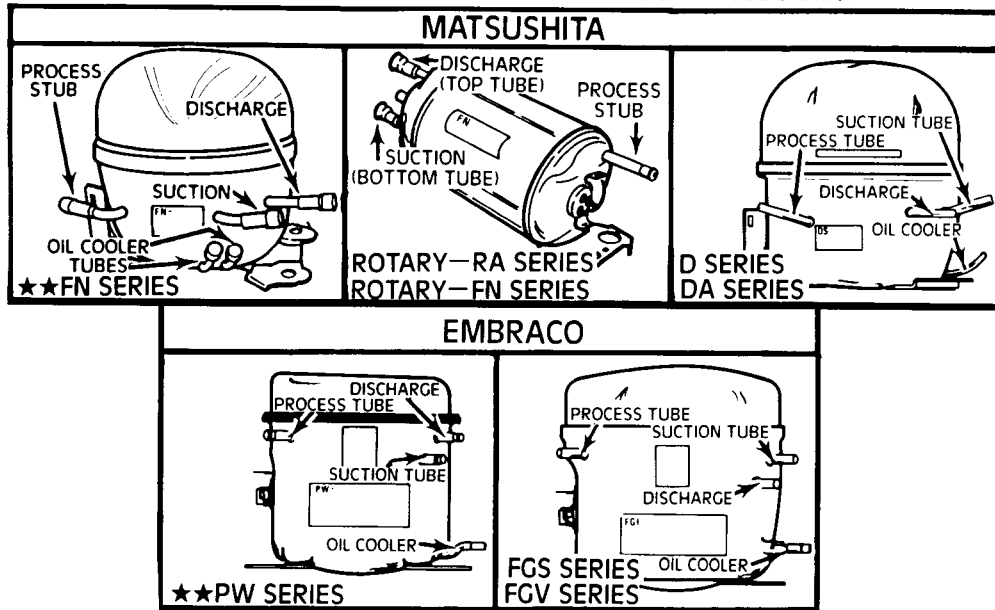 MATSUSHITA
PROCESS
STUB
DISCHARGE
SUCTION
FN-
OIL COOLER
TUBES
★★FN SERIES
DISCHARGE
(TOP TUBE)
PROCESS
STUB
FN
SUCTION
(BOTTOM TUBE)
ROTARY—RA SERIES
ROTARY—FN SERIES
SUCTION TUBE
PROCESS TUBE
DISCHARGE
OIL COOLER
DS
D SERIES
DA SERIES
EMBRACO
DISCHARGE
PROCESS TUBE
SUCTION TUBE
PW-
OIL COOLER
★★PW SERIES
PROCESS TUBE
SUCTION TUBE
DISCHARGE
FGI
OIL COOLER
FGS SERIES
FGV SERIES